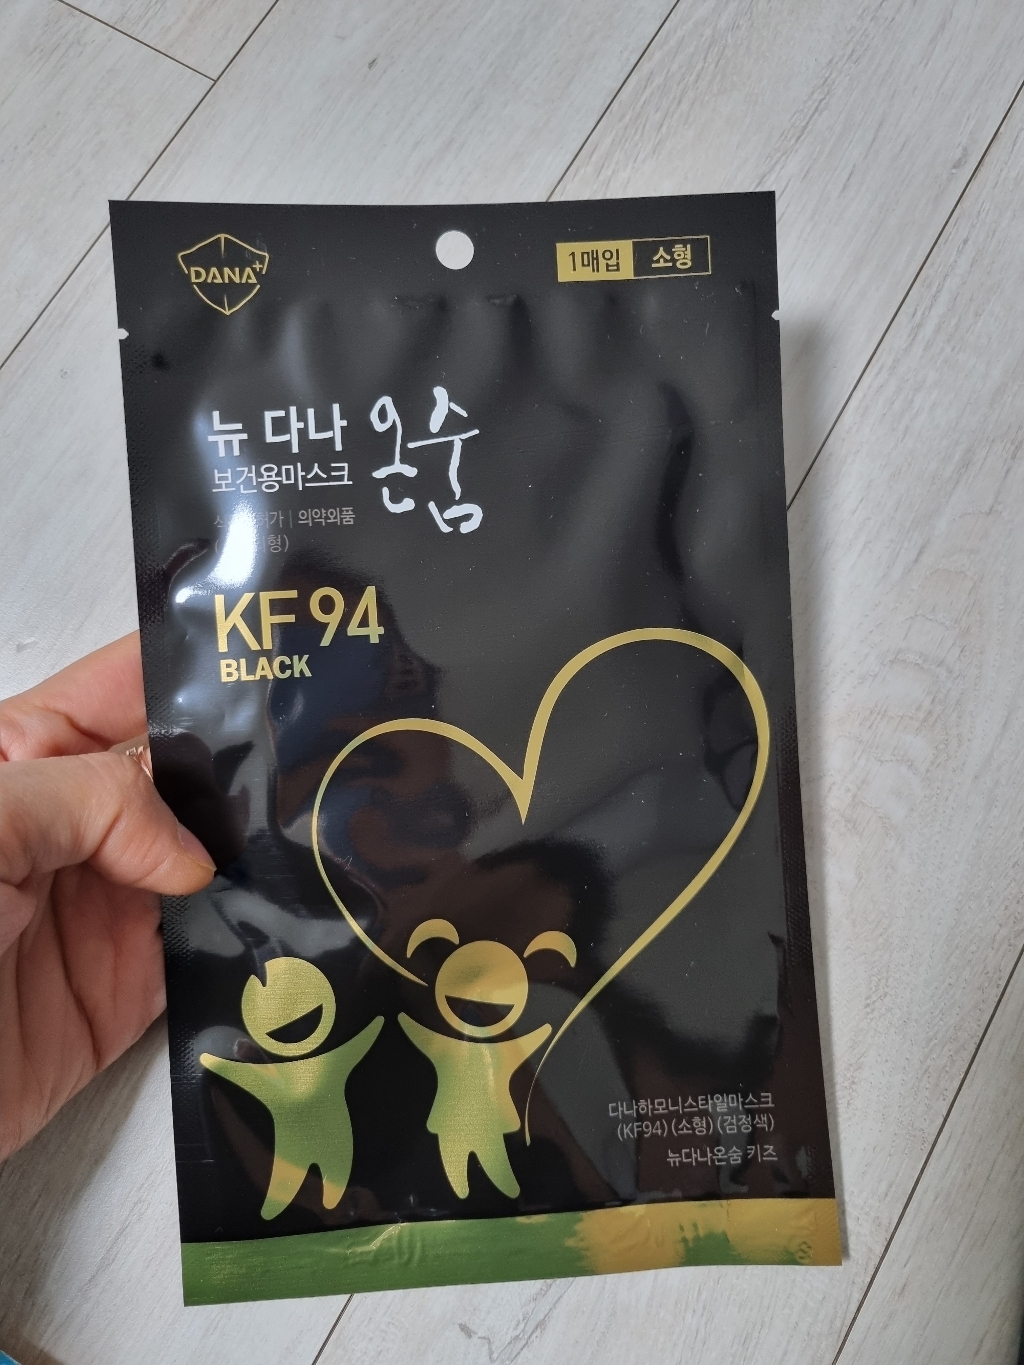 DANA+
1매입 소형
뉴 다나 온숨
보건용마스크
허가 | 의약외품
KF94
BLACK
다나하모니스타일마스크
(KF94) (소형) (검정색)
뉴다나온숨 키즈